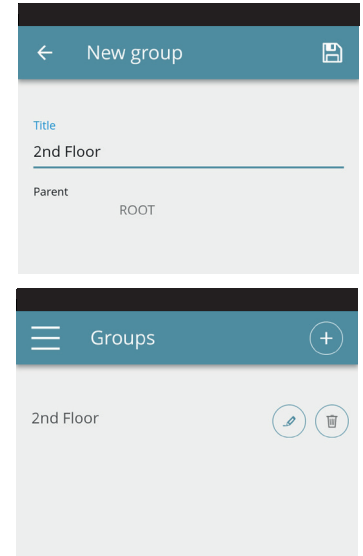 New group
Title
2nd Floor
Parent
ROOT
Groups
2nd Floor